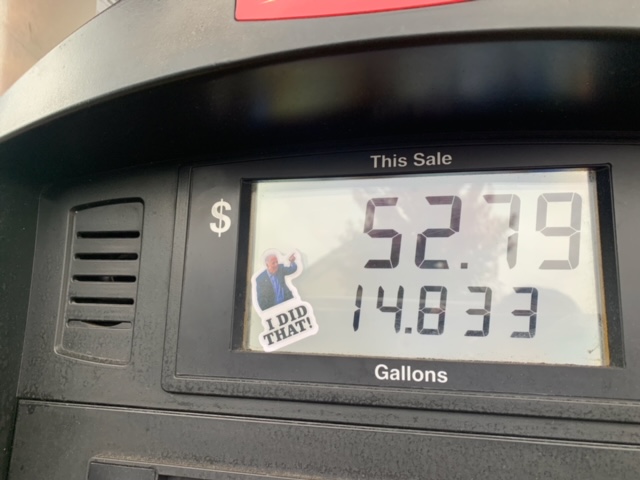 This Sale
$ 52.79
14.833
I DID
THAT!
Gallons